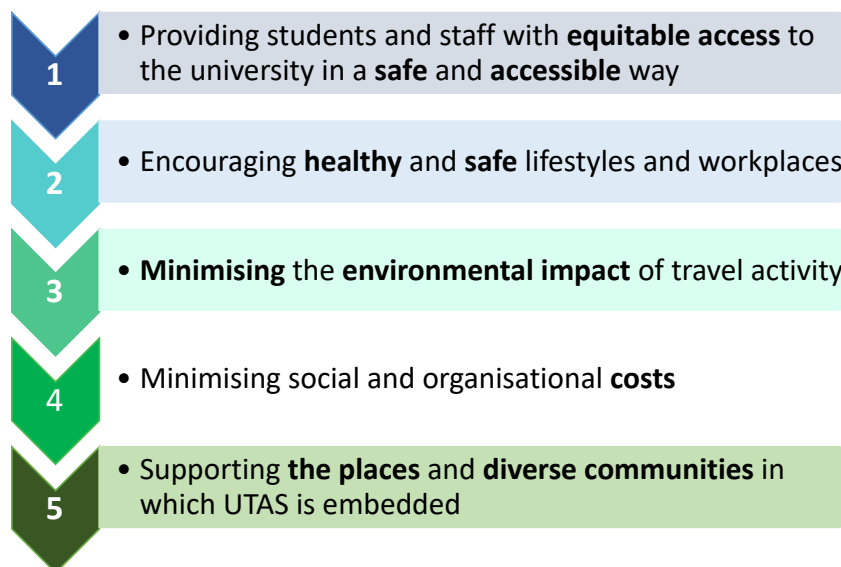 1
• Providing students and staff with equitable access to
the university in a safe and accessible way
2
• Encouraging healthy and safe lifestyles and workplaces
3
• Minimising the environmental impact of travel activity
4
• Minimising social and organisational costs
5
• Supporting the places and diverse communities in
which UTAS is embedded